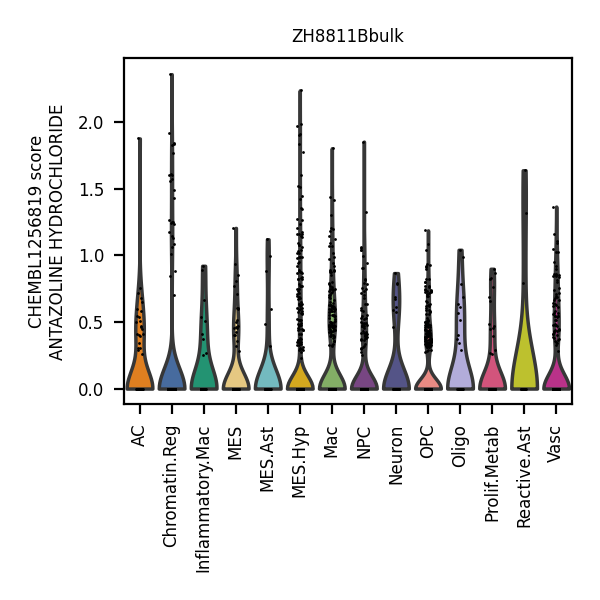 ZH8811Bbulk
CHEMBL1256819 score
ANTAZOLINE HYDROCHLORIDE
2.0
1.5
1.0
0.5
0.0
AC
Chromatin.Reg
Inflammatory.Mac
MES
MES.Ast
MES.Hyp
Mac
NPC
Neuron
OPC
Oligo
Prolif.Metab
Reactive.Ast
Vasc